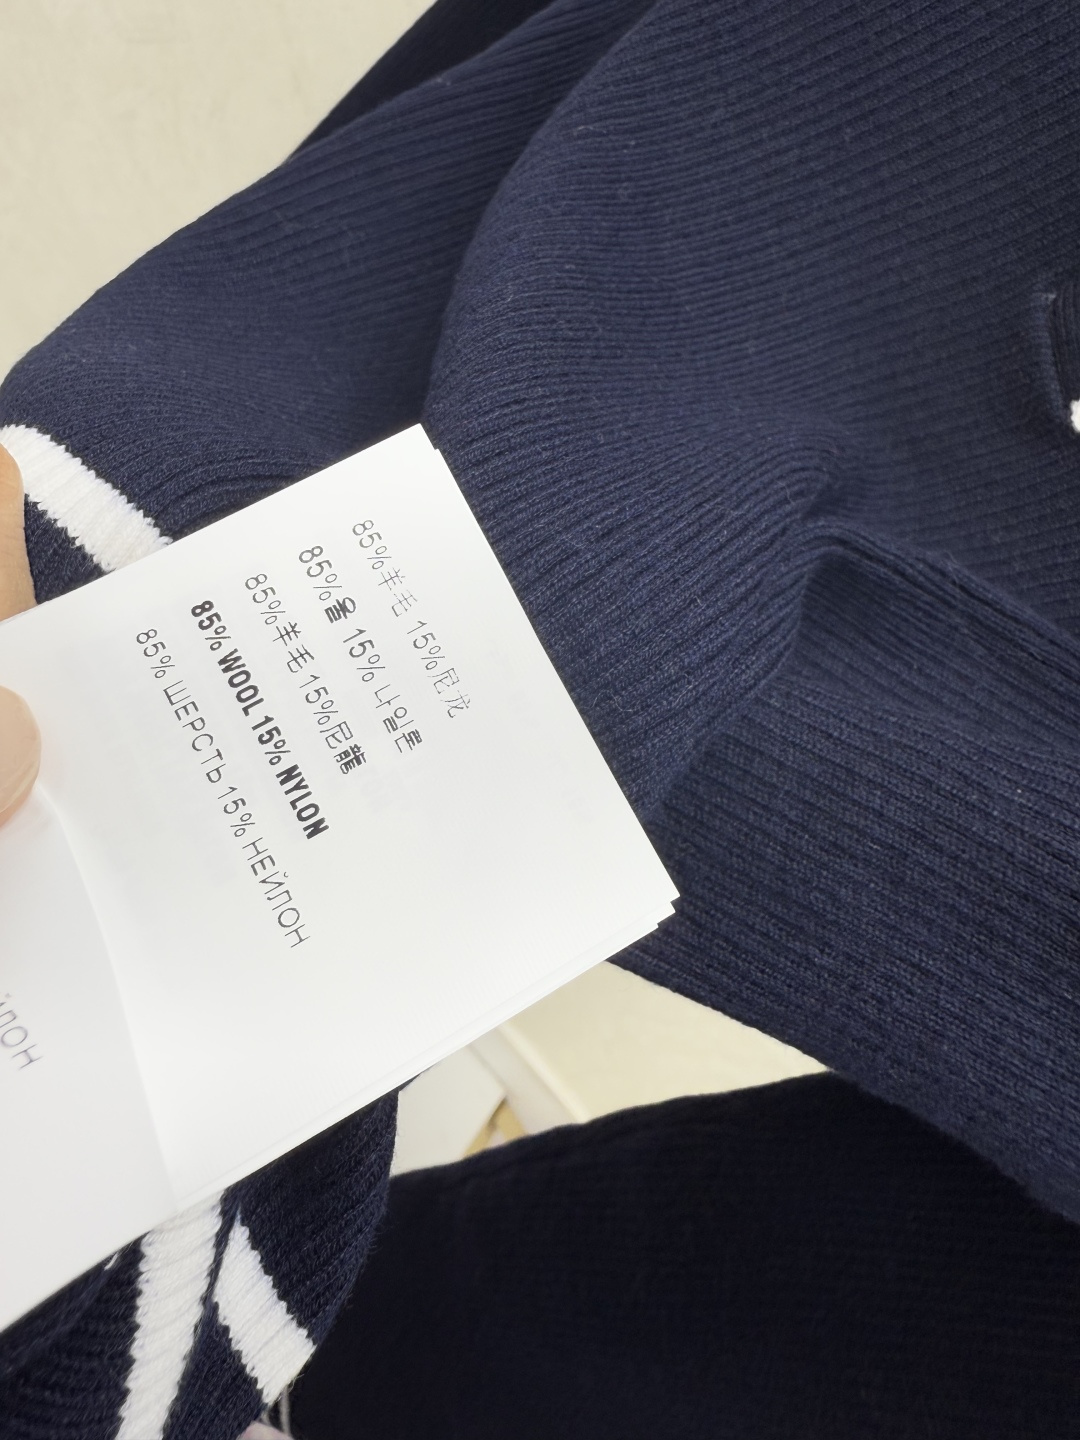 85%羊毛 15%尼龙
85%울 15% 나일론
85%羊毛 15%尼龍
85% WOOL 15% NYLON
85% ШЕРСТЬ 15% НЕЙЛОН
ЛОН